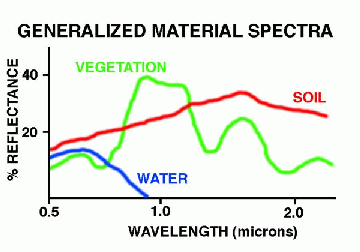 GENERALIZED MATERIAL SPECTRA
VEGETATION
40
SOIL
% REFLECTANCE
20
WATER
0.5 1.0 2.0
WAVELENGTH (microns)